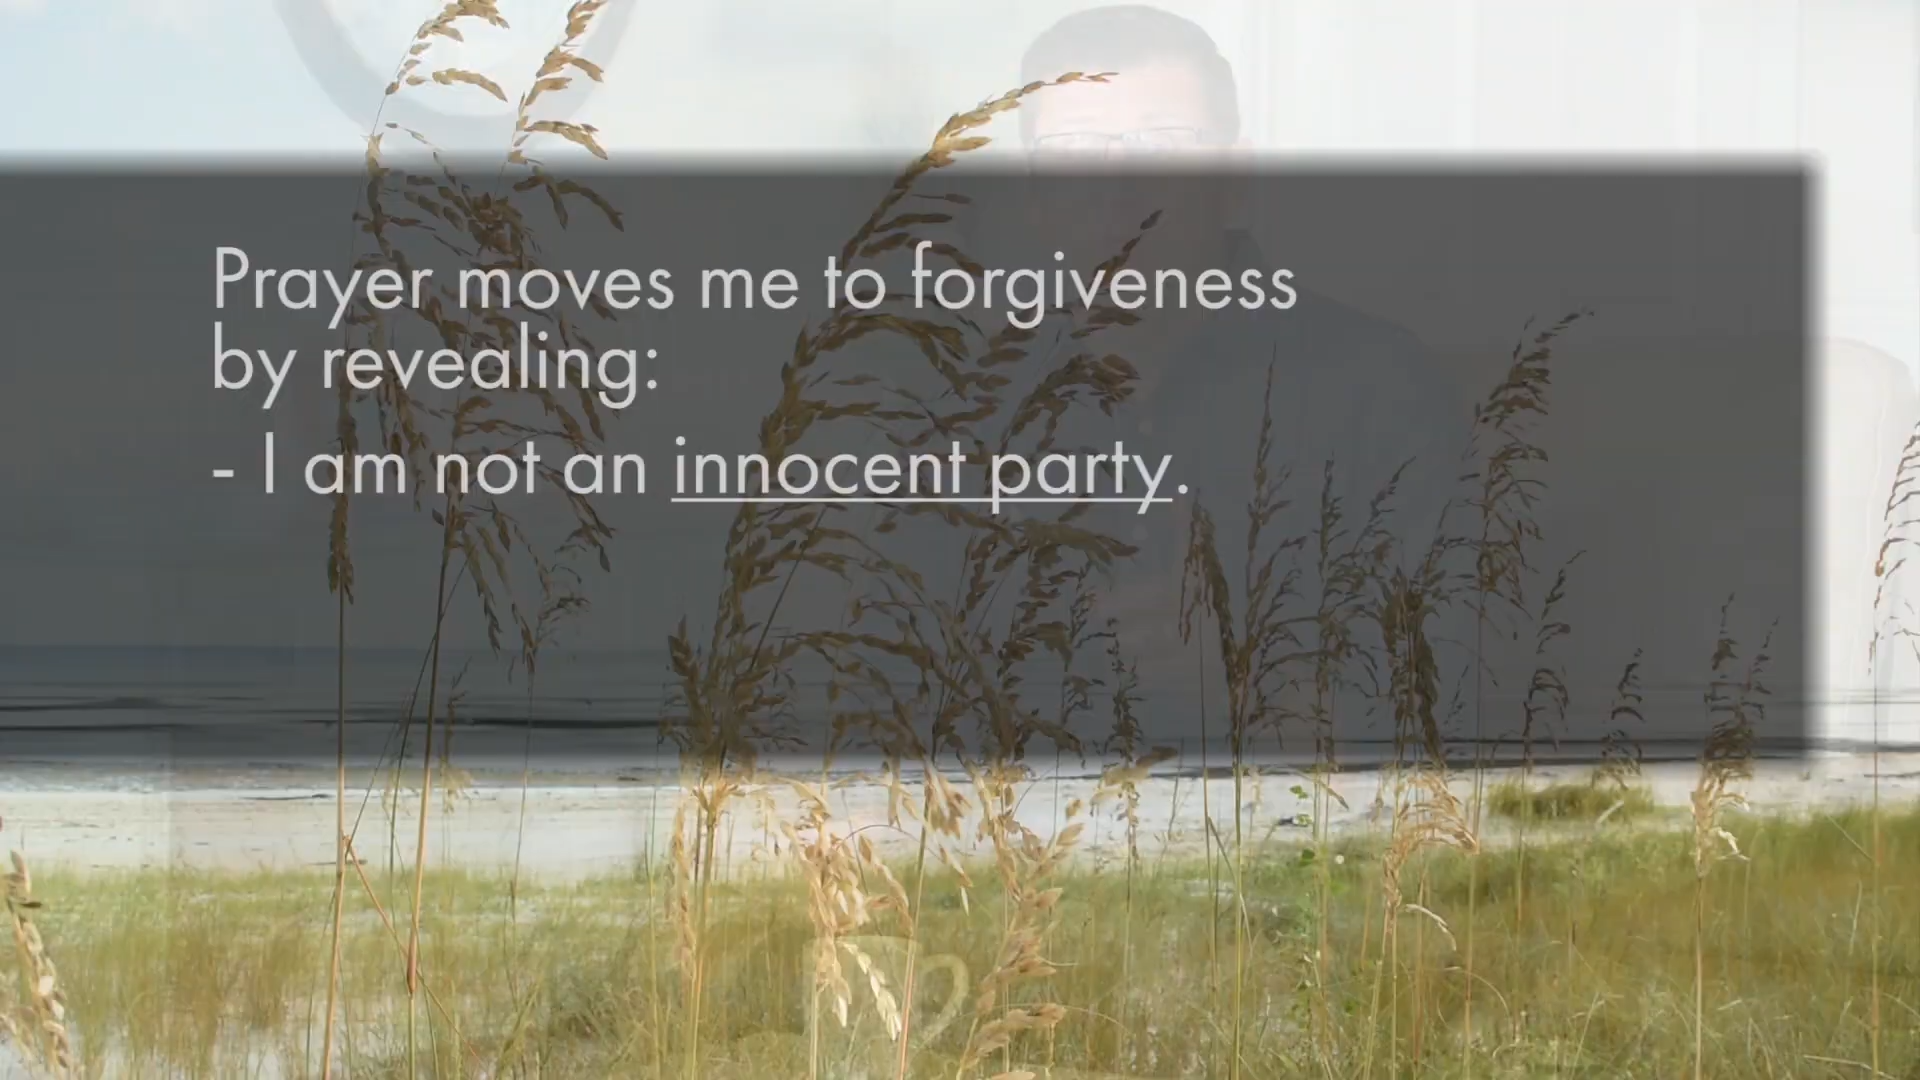 Prayer moves me to forgiveness
by revealing:
- I am not an innocent party.